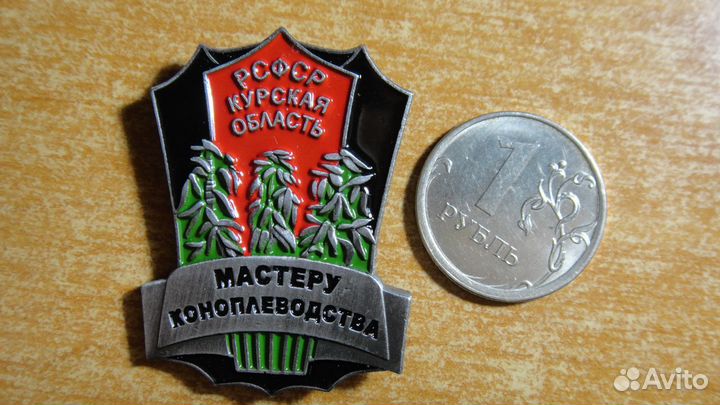 РСФСР
КУРСКАЯ
ОБЛАСТЬ
МАСТЕРУ
КОНОПЛЕВОДСТВА
1
РУБЛЬ
Avito